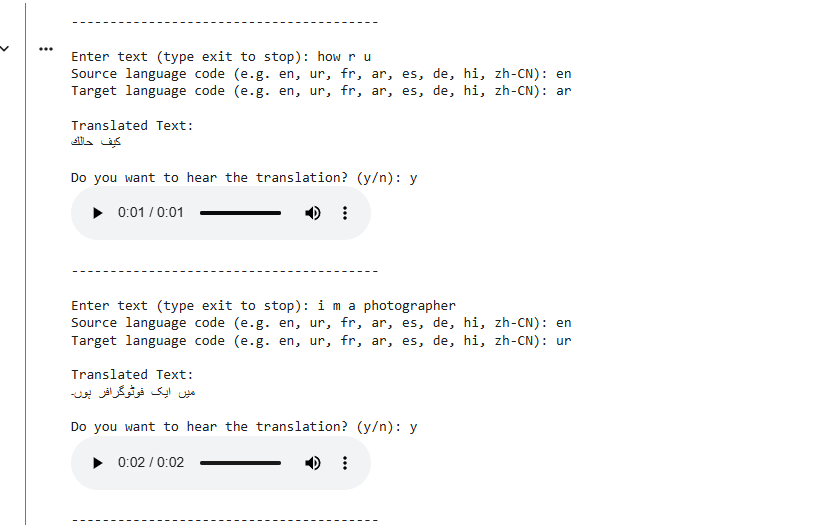 ----------------------------------------
Enter text (type exit to stop): how r u
Source language code (e.g. en, ur, fr, ar, es, de, hi, zh-CN): en
Target language code (e.g. en, ur, fr, ar, es, de, hi, zh-CN): ar
Translated Text:
كيف حالك
Do you want to hear the translation? (y/n): y
0:01 / 0:01
----------------------------------------
Enter text (type exit to stop): i m a photographer
Source language code (e.g. en, ur, fr, ar, es, de, hi, zh-CN): en
Target language code (e.g. en, ur, fr, ar, es, de, hi, zh-CN): ur
Translated Text:
میں ایک فوٹوگرافر ہوں۔
Do you want to hear the translation? (y/n): y
0:02 / 0:02
----------------------------------------